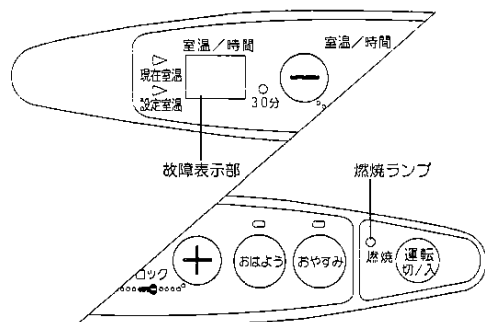 室温/時間
室温/時間
現在室温
設定室温
30分
故障表示部
燃焼ランプ
おはよう
おやすみ
燃焼
運転
切/入
ロック